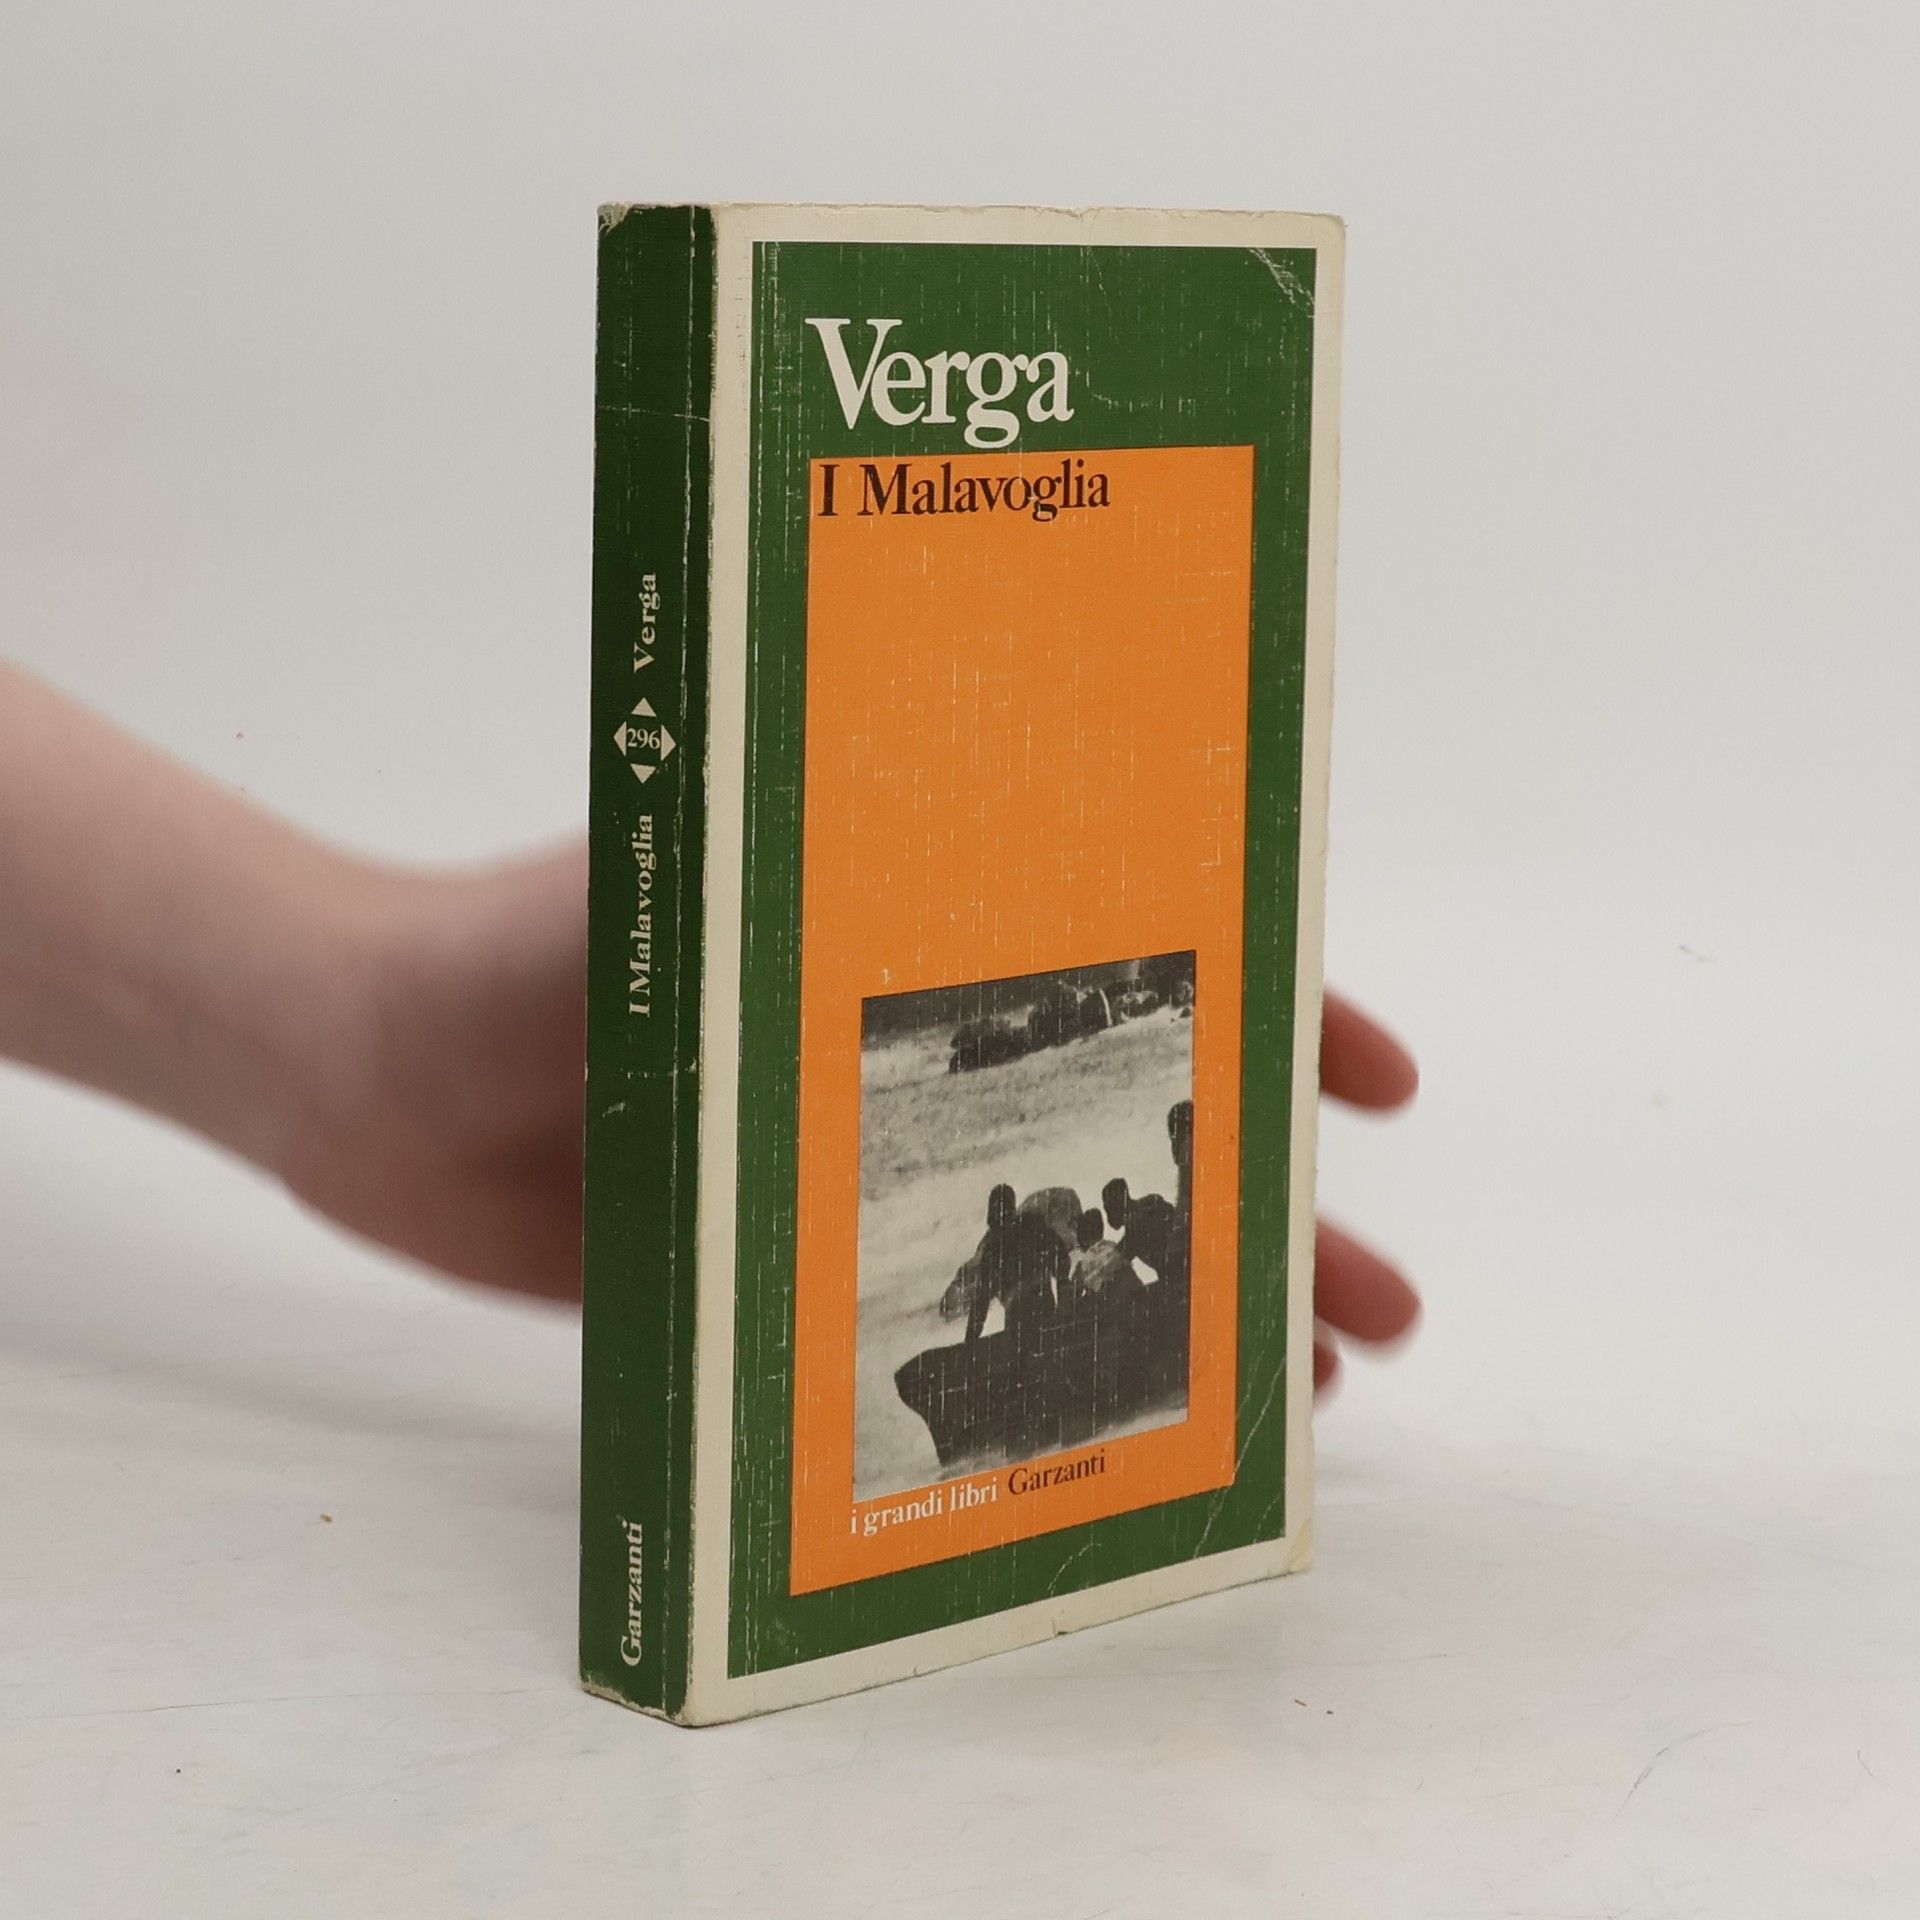 Verga
I Malavoglia
i grandi libri Garzanti
I Malavoglia 296 Verga
Garzanti